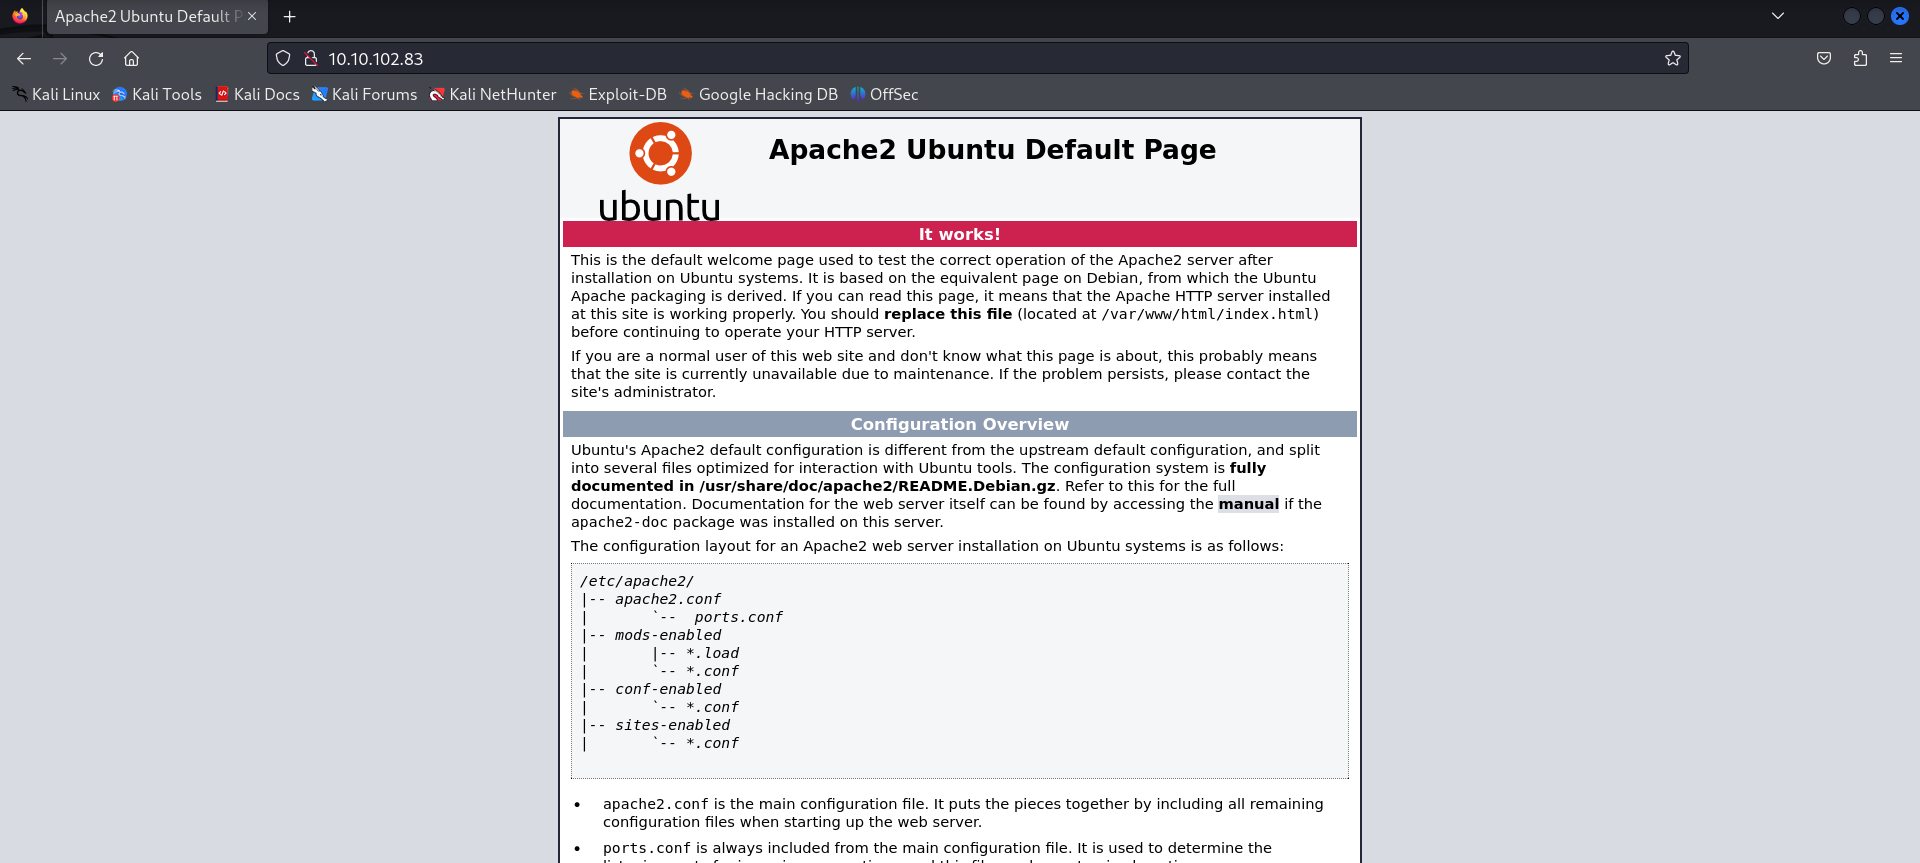 Apache2 Ubuntu Default P
10.10.102.83
Kali Linux Kali Tools Kali Docs Kali Forums Kali NetHunter Exploit-DB Google Hacking DB OffSec
ubuntu
Apache2 Ubuntu Default Page
It works!
This is the default welcome page used to test the correct operation of the Apache2 server after
installation on Ubuntu systems. It is based on the equivalent page on Debian, from which the Ubuntu
Apache packaging is derived. If you can read this page, it means that the Apache HTTP server installed
at this site is working properly. You should replace this file (located at /var/www/html/index.html)
before continuing to operate your HTTP server.
If you are a normal user of this web site and don't know what this page is about, this probably means
that the site is currently unavailable due to maintenance. If the problem persists, please contact the
site's administrator.
Configuration Overview
Ubuntu's Apache2 default configuration is different from the upstream default configuration, and split
into several files optimized for interaction with Ubuntu tools. The configuration system is fully
documented in /usr/share/doc/apache2/README.Debian.gz. Refer to this for the full
documentation. Documentation for the web server itself can be found by accessing the manual if the
apache2-doc package was installed on this server.
The configuration layout for an Apache2 web server installation on Ubuntu systems is as follows:
/etc/apache2/
|-- apache2.conf
|       `--  ports.conf
|-- mods-enabled
|       |-- *.load
|       `-- *.conf
|-- conf-enabled
|       `-- *.conf
|-- sites-enabled
|       `-- *.conf
• apache2.conf is the main configuration file. It puts the pieces together by including all remaining
configuration files when starting up the web server.
• ports.conf is always included from the main configuration file. It is used to determine the